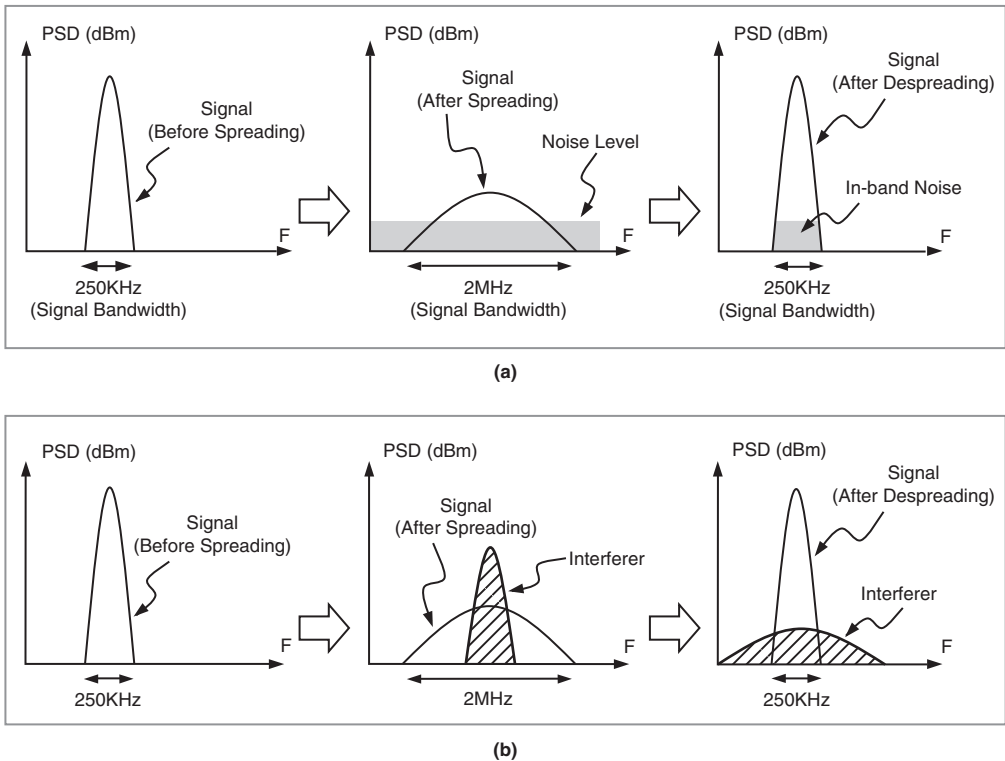 PSD (dBm)
Signal
(Before Spreading)
F
250KHz
(Signal Bandwidth)
PSD (dBm)
Signal
(After Spreading)
Noise Level
F
2MHz
(Signal Bandwidth)
PSD (dBm)
Signal
(After Despreading)
In-band Noise
F
250KHz
(Signal Bandwidth)
(a)
PSD (dBm)
Signal
(Before Spreading)
F
250KHz
PSD (dBm)
Signal
(After Spreading)
Interferer
F
2MHz
PSD (dBm)
Signal
(After Despreading)
Interferer
F
250KHz
(b)